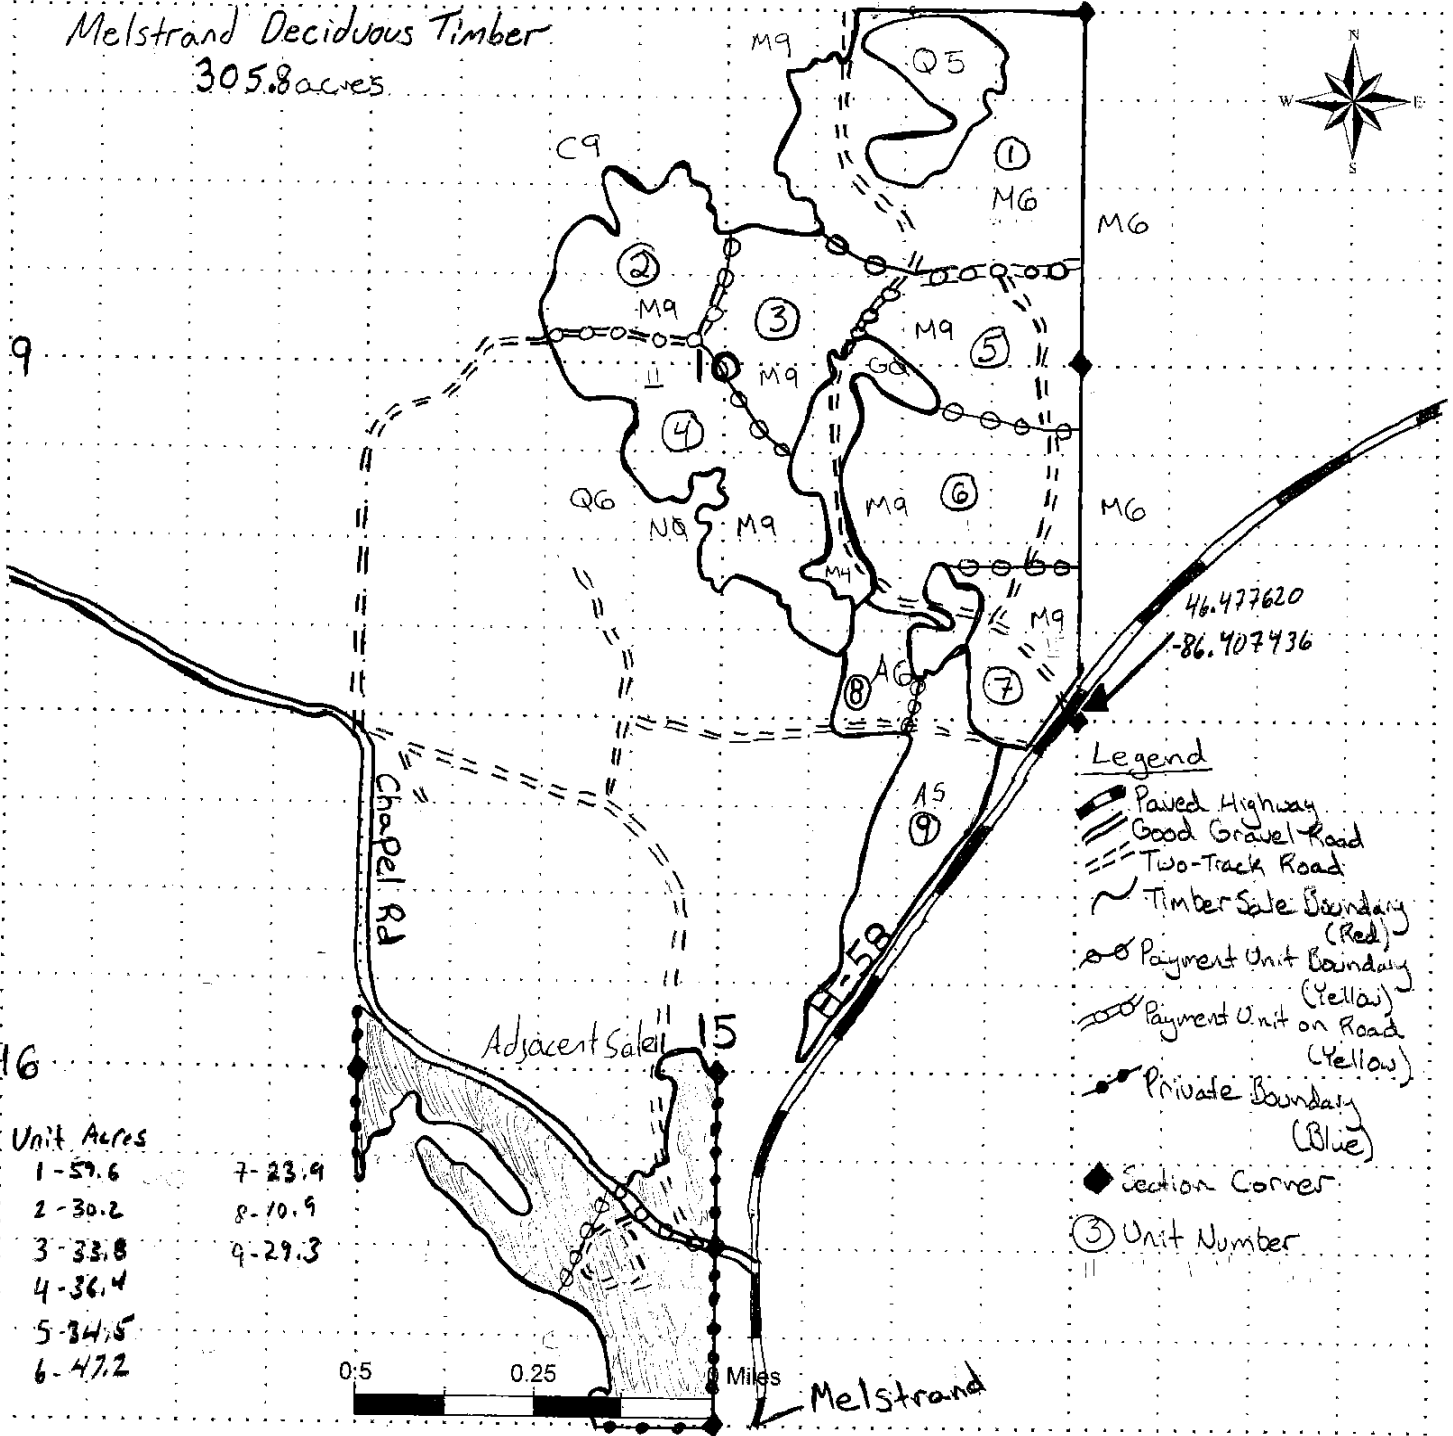 Melstrand Deciduous Timber
305.8 acres
N
W E
S
M9
Q5
C9
1
M6
M6
2
M9
3
M9
M9
5
Ga
9
11
4
Q6
M9
M9
6
M6
M4
46.477620
-86.407436
M9
7
A6
8
A5
9
Chapel Rd
H-58
Adjacent Sale
15
16
Legend
Paved Highway
Good Gravel Road
Two-Track Road
Timber Sale Boundary
(Red)
Payment Unit Boundary
(Yellow)
Payment Unit on Road
(Yellow)
Private Boundary
(Blue)
Section Corner
3 Unit Number
Unit Acres
1-59.6 7-23.9
2-30.2 8-10.9
3-33.8 9-29.3
4-36.4
5-34.5
6-47.2
0.5 0.25 0 Miles
Melstrand